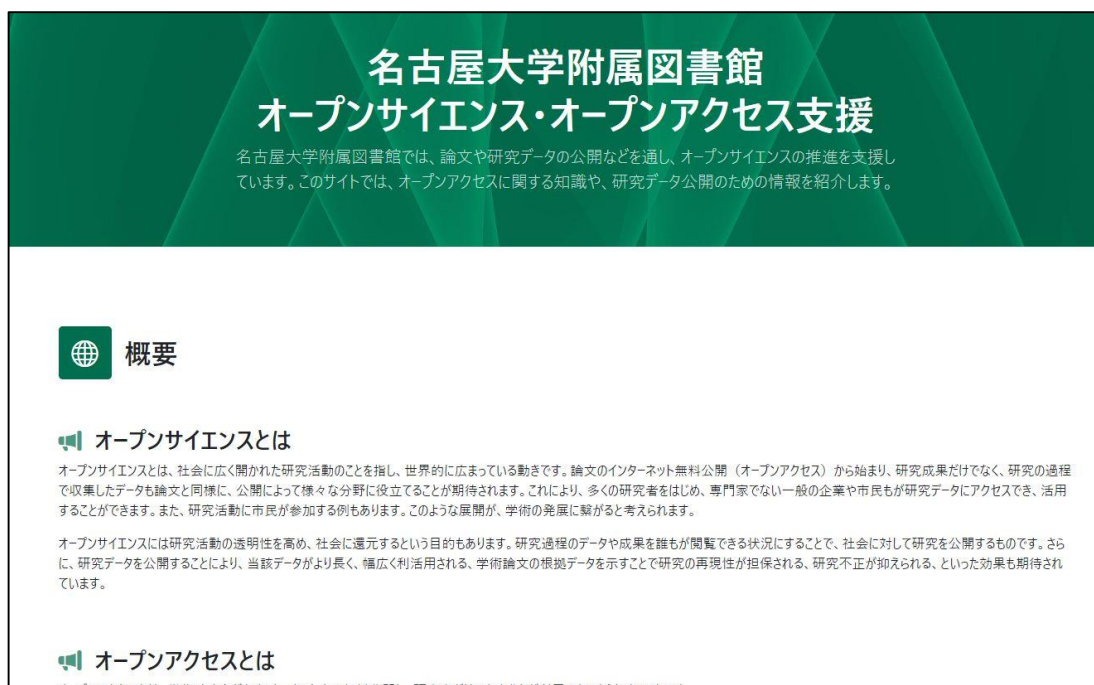 名古屋大学附属図書館
オープンサイエンス・オープンアクセス支援
名古屋大学附属図書館では、論文や研究データの公開などを通し、オープンサイエンスの推進を支援し
ています。このサイトでは、オープンアクセスに関する知識や、研究データ公開のための情報を紹介します。
概要
オープンサイエンスとは
オープンサイエンスとは、社会に広く開かれた研究活動のことを指し、世界的に広まっている動きです。論文のインターネット無料公開（オープンアクセス）から始まり、研究成果だけでなく、研究の過程
で収集したデータも論文と同様に、公開によって様々な分野に役立てることが期待されます。これにより、多くの研究者をはじめ、専門家でない一般の企業や市民もが研究データにアクセスでき、活用
することができます。また、研究活動に市民が参加する例もあります。このような展開が、学術の発展に繋がると考えられます。
オープンサイエンスには研究活動の透明性を高め、社会に還元するという目的もあります。研究過程のデータや成果を誰もが閲覧できる状況にすることで、社会に対して研究を公開するものです。さら
に、研究データを公開することにより、当該データがより長く、幅広く利活用される、学術論文の根拠データを示すことで研究の再現性が担保される、研究不正が抑えられる、といった効果も期待され
ています。
オープンアクセスとは